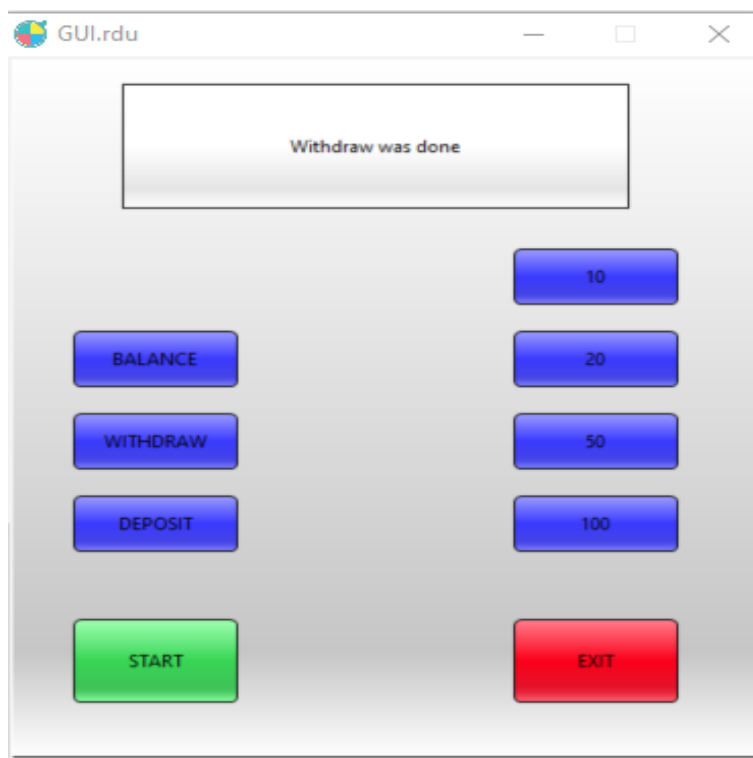 GUI.rdu
Withdraw was done
10
BALANCE
20
WITHDRAW
50
DEPOSIT
100
START
EXIT